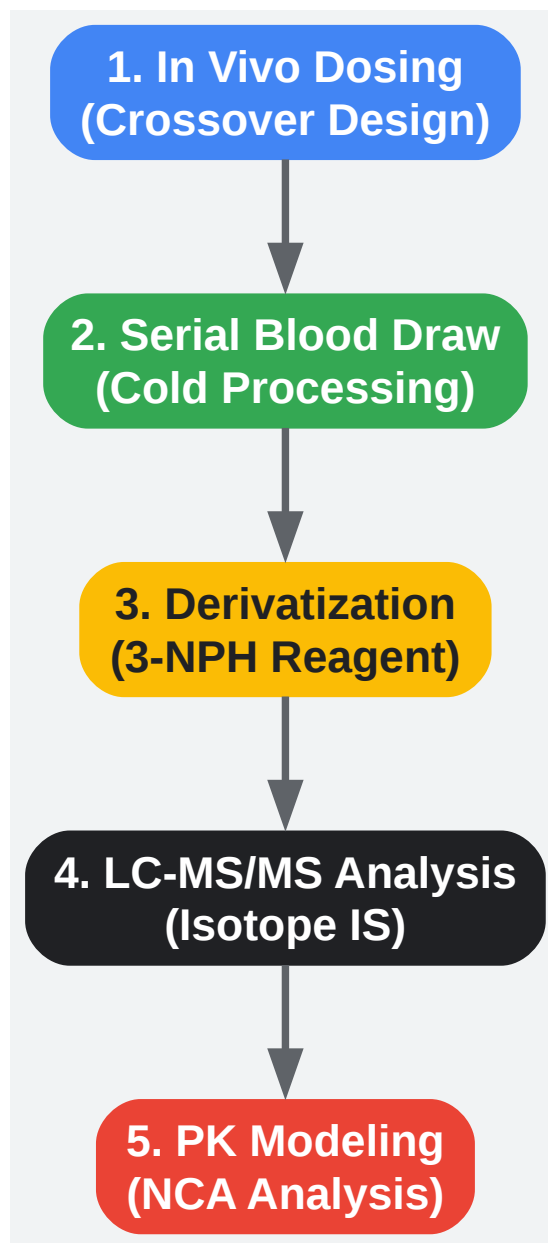 1. In Vivo Dosing
(Crossover Design)
2. Serial Blood Draw
(Cold Processing)
3. Derivatization
(3-NPH Reagent)
4. LC-MS/MS Analysis
(Isotope IS)
5. PK Modeling
(NCA Analysis)